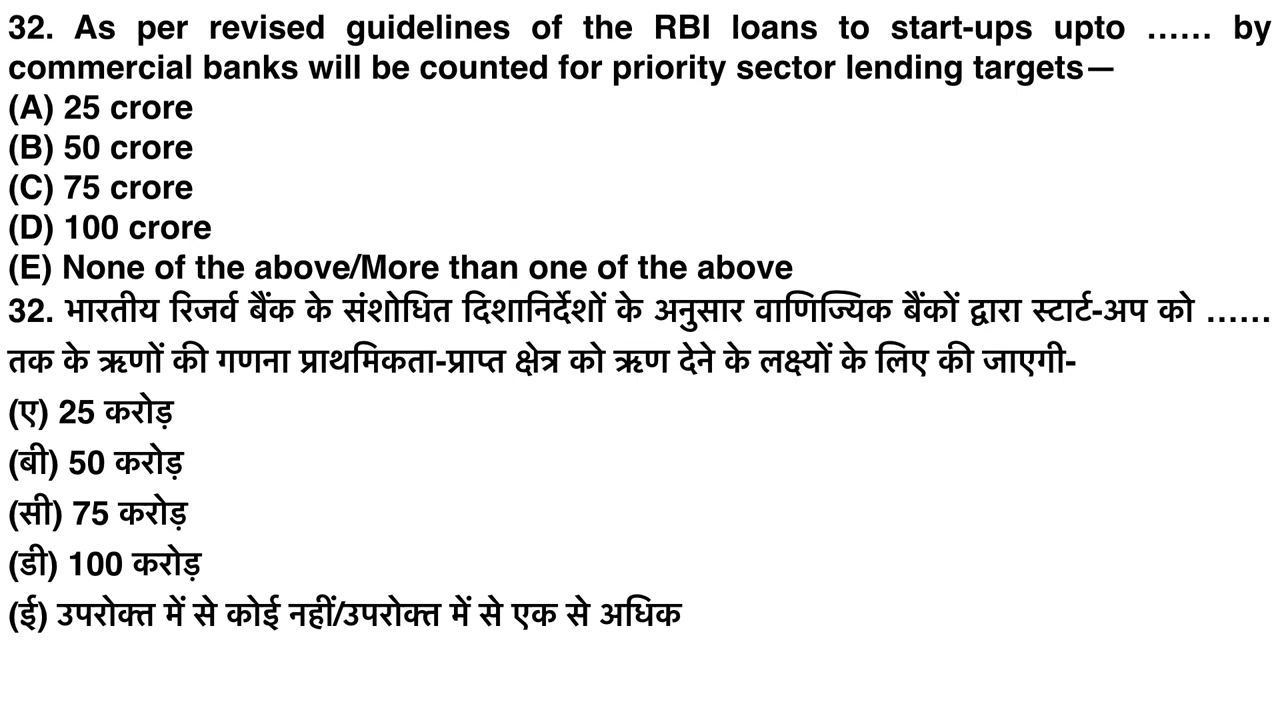 32. As per revised guidelines of the RBI loans to start-ups upto …… by
commercial banks will be counted for priority sector lending targets—
(A) 25 crore
(B) 50 crore
(C) 75 crore
(D) 100 crore
(E) None of the above/More than one of the above
32. भारतीय रिजर्व बैंक के संशोधित दिशानिर्देशों के अनुसार वाणिज्यिक बैंकों द्वारा स्टार्ट-अप को ……
तक के ऋणों की गणना प्राथमिकता-प्राप्त क्षेत्र को ऋण देने के लक्ष्यों के लिए की जाएगी-
(ए) 25 करोड़
(बी) 50 करोड़
(सी) 75 करोड़
(डी) 100 करोड़
(ई) उपरोक्त में से कोई नहीं/उपरोक्त में से एक से अधिक